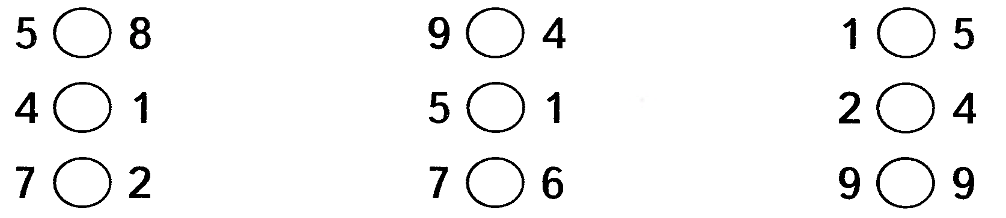 5 ◯ 8 9 ◯ 4 1 ◯ 5
4 ◯ 1 5 ◯ 1 2 ◯ 4
7 ◯ 2 7 ◯ 6 9 ◯ 9